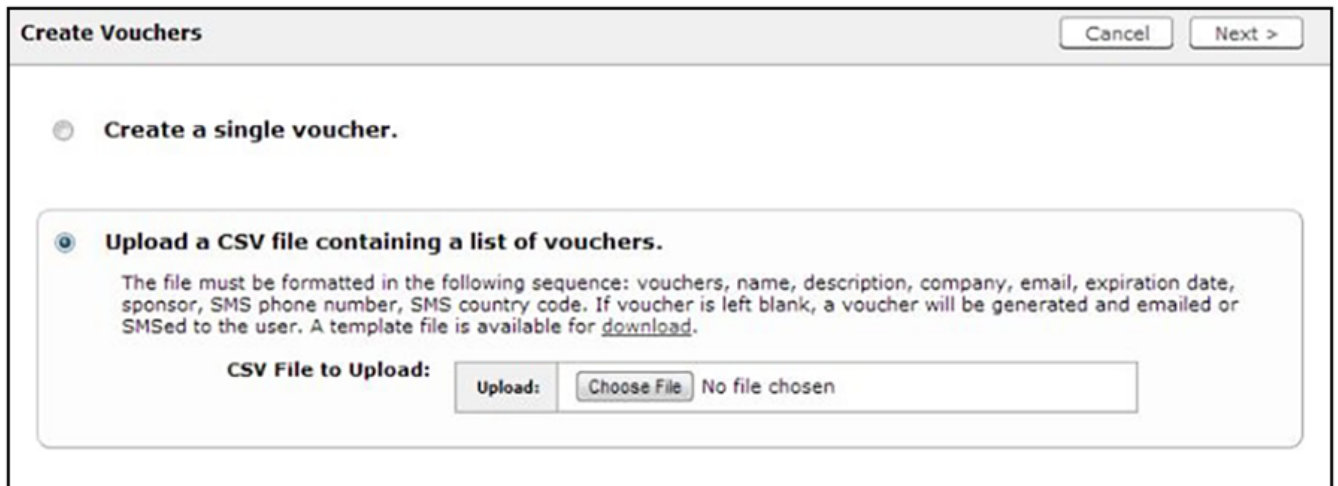 Create Vouchers
Cancel
Next >
Create a single voucher.
Upload a CSV file containing a list of vouchers.
The file must be formatted in the following sequence: vouchers, name, description, company, email, expiration date,
sponsor, SMS phone number, SMS country code. If voucher is left blank, a voucher will be generated and emailed or
SMSed to the user. A template file is available for download.
CSV File to Upload:
Upload:
Choose File
No file chosen